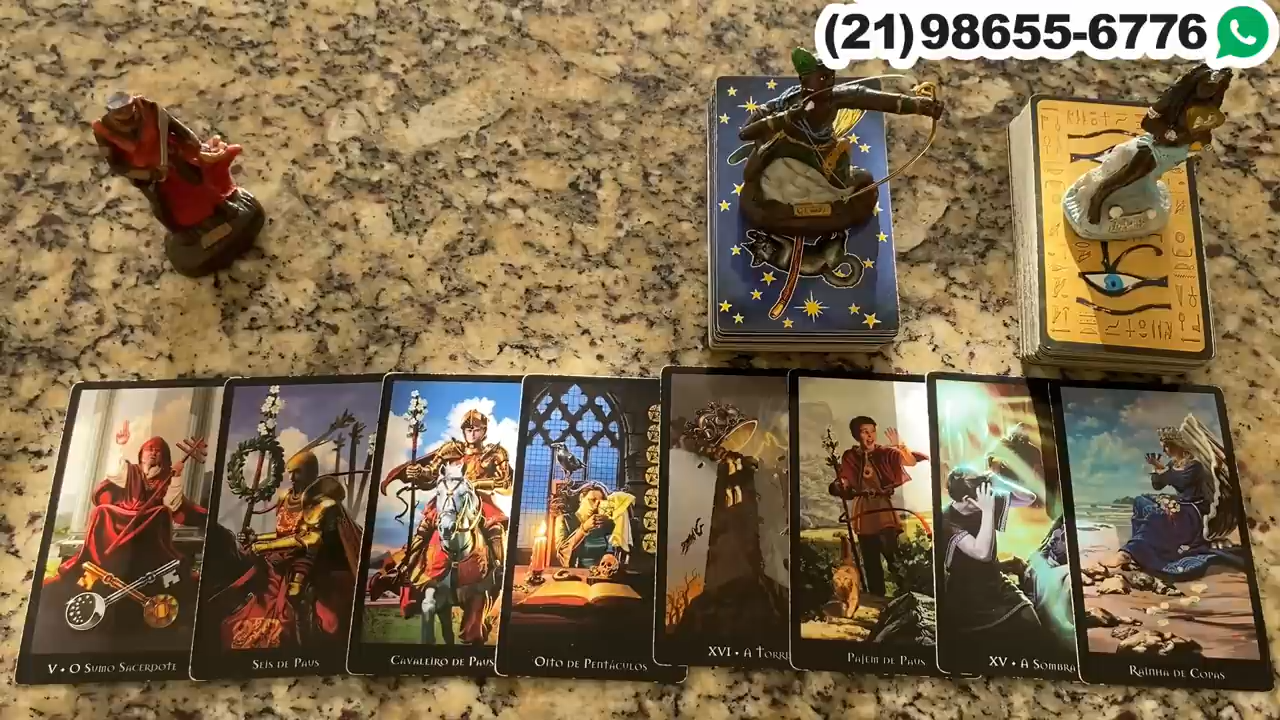 (21)98655-6776
V • O Sumo Sacerdote
Seis de Paus
Cavaleiro de Paus
Oito de Pentáculos
XVI • A Torre
Pajem de Paus
XV • A Sombra
Rainha de Copas